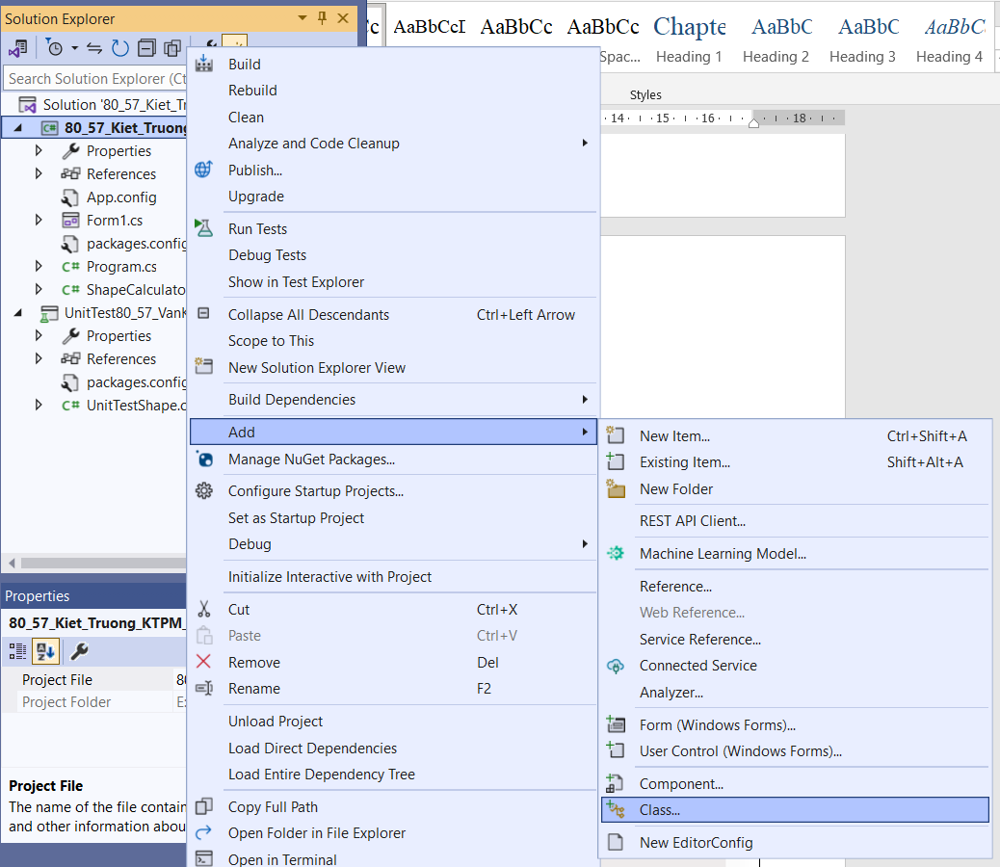 Solution Explorer
Search Solution Explorer (Ct
Solution '80_57_Kiet_Tr
80_57_Kiet_Truong
Properties
References
App.config
Form1.cs
packages.config
C# Program.cs
C# ShapeCalculato
UnitTest80_57_VanK
Properties
References
packages.config
C# UnitTestShape.c
Properties
80_57_Kiet_Truong_KTPM_
Project File 80
Project Folder E:
Project File
The name of the file contain
and other information abou
Build
Rebuild
Clean
Analyze and Code Cleanup
Publish...
Upgrade
Run Tests
Debug Tests
Show in Test Explorer
Collapse All Descendants Ctrl+Left Arrow
Scope to This
New Solution Explorer View
Build Dependencies
Add
Manage NuGet Packages...
Configure Startup Projects...
Set as Startup Project
Debug
Initialize Interactive with Project
Cut Ctrl+X
Paste Ctrl+V
Remove Del
Rename F2
Unload Project
Load Direct Dependencies
Load Entire Dependency Tree
Copy Full Path
Open Folder in File Explorer
Open in Terminal
AaBbCcI AaBbCc AaBbCc Chapte AaBbC AaBbC AaBbC
Spac... Heading 1 Heading 2 Heading 3 Heading 4
Styles
14 15 16 18
New Item... Ctrl+Shift+A
Existing Item... Shift+Alt+A
New Folder
REST API Client...
Machine Learning Model...
Reference...
Web Reference...
Service Reference...
Connected Service
Analyzer...
Form (Windows Forms)...
User Control (Windows Forms)...
Component...
Class...
New EditorConfig